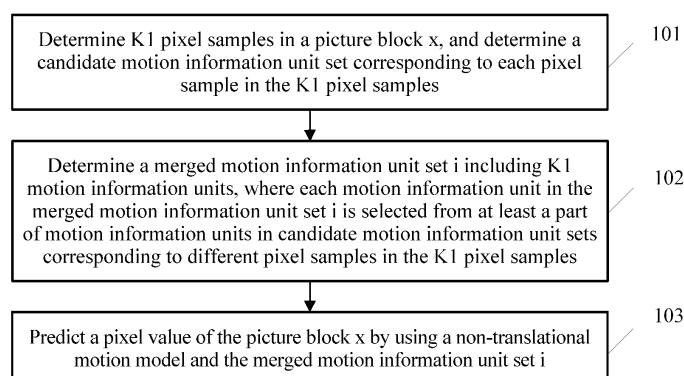 Determine K1 pixel samples in a picture block x, and determine a
candidate motion information unit set corresponding to each pixel
sample in the K1 pixel samples
101
Determine a merged motion information unit set i including K1
motion information units, where each motion information unit in the
merged motion information unit set i is selected from at least a part
of motion information units in candidate motion information unit sets
corresponding to different pixel samples in the K1 pixel samples
102
Predict a pixel value of the picture block x by using a non-translational
motion model and the merged motion information unit set i
103